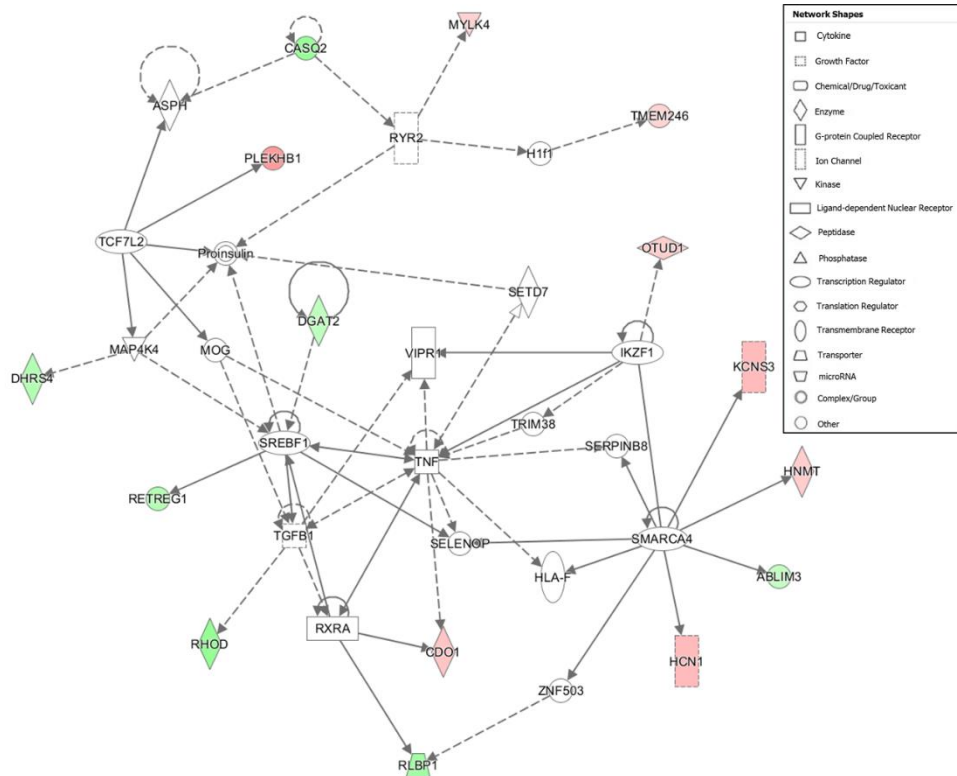 MYLK4
CASQ2
ASPH
TMEM246
RYR2
H1f1
PLEKHB1
TCF7L2
Proinsulin
OTUD1
SETD7
DGAT2
MAP4K4
MOG
VIPR1
IKZF1
KCNS3
DHRS4
TRIM38
SREBF1
SERPINB8
TNF
HNMT
RETREG1
TGFB1
SELENOP
SMARCA4
HLA-F
ABLIM3
RXRA
RHOD
CDO1
HCN1
ZNF503
RLBP1
Network Shapes
Cytokine
Growth Factor
Chemical/Drug/Toxicant
Enzyme
G-protein Coupled Receptor
Ion Channel
Kinase
Ligand-dependent Nuclear Receptor
Peptidase
Phosphatase
Transcription Regulator
Translation Regulator
Transmembrane Receptor
Transporter
microRNA
Complex/Group
Other